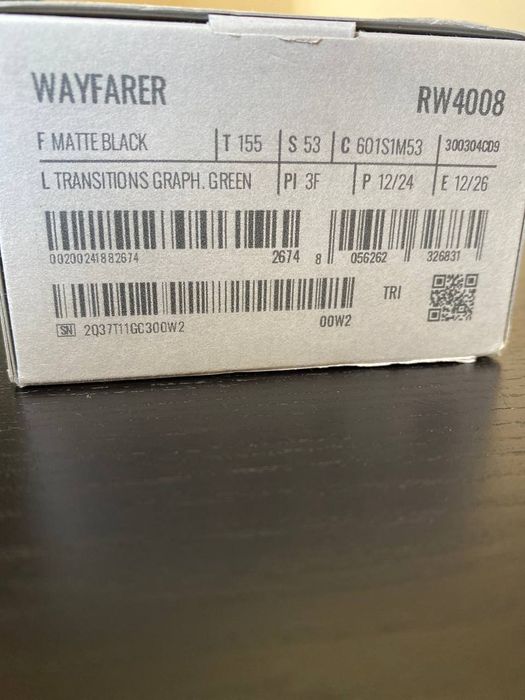 WAYFARER RW4008
F MATTE BLACK T 155 S 53 C 601S1M53 300304CD9
L TRANSITIONS GRAPH. GREEN PI 3F P 12/24 E 12/26
00200241882674 2674 8 056262 326831
TRI
SN 2Q37T11GC300W2 00W2